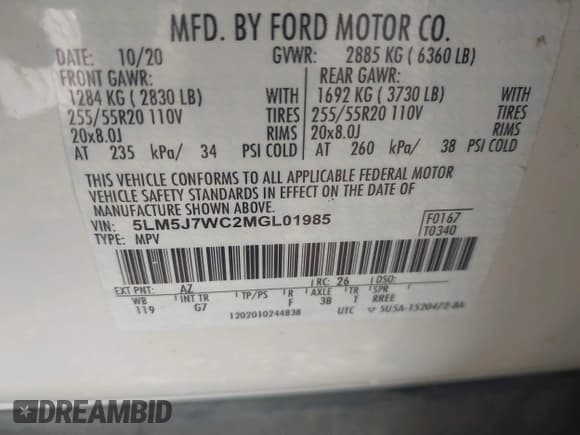 MFD. BY FORD MOTOR CO.
DATE: 10/20 GVWR: 2885 KG ( 6360 LB)
FRONT GAWR: REAR GAWR:
1284 KG ( 2830 LB) WITH 1692 KG ( 3730 LB) WITH
255/55R20 110V TIRES 255/55R20 110V TIRES
20x8.0J RIMS 20x8.0J RIMS
AT 235 kPa/ 34 PSI COLD AT 260 kPa/ 38 PSI COLD
THIS VEHICLE CONFORMS TO ALL APPLICABLE FEDERAL MOTOR
VEHICLE SAFETY STANDARDS IN EFFECT ON THE DATE OF
MANUFACTURE SHOWN ABOVE.
VIN: 5LM5J7WC2MGL01985 F0167
TYPE: MPV T0340
EXT PNT: AZ RC: 26 DSO:
WB INT TR TP/PS R AXLE TR SPR
119 G7 F 3B 1 RREE
1202010244838 UTC 5U5A-1520472-BA
DREAMBID